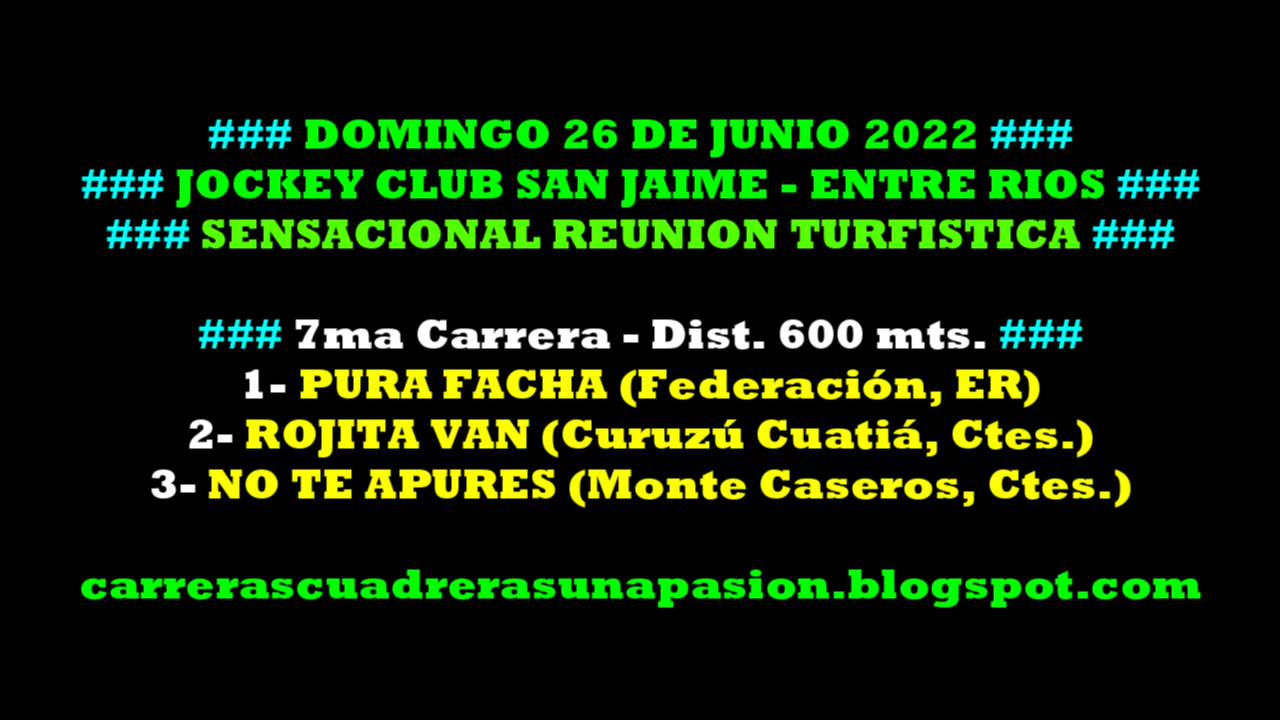 ### DOMINGO 26 DE JUNIO 2022 ###
### JOCKEY CLUB SAN JAIME - ENTRE RIOS ###
### SENSACIONAL REUNION TURFISTICA ###
### 7ma Carrera - Dist. 600 mts. ###
1- PURA FACHA (Federación, ER)
2- ROJITA VAN (Curuzú Cuatiá, Ctes.)
3- NO TE APURES (Monte Caseros, Ctes.)
carrerascuadrerasunapasion.blogspot.com